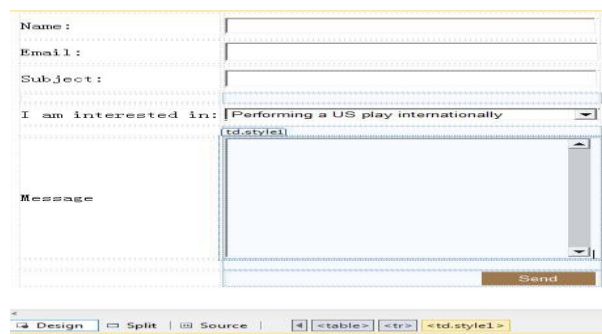 Name:
Email:
Subject:
I am interested in: Performing a US play internationally
td.style1
Message
Send
Design Split Source <table> <tr> <td.style1>